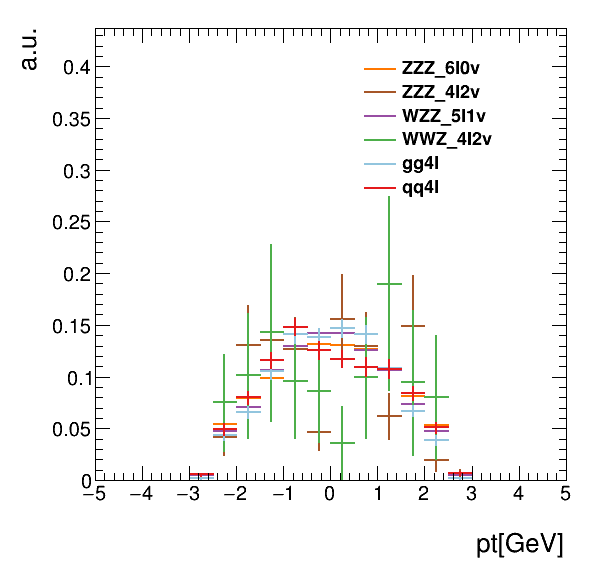 a.u.
0.4
0.35
0.3
0.25
0.2
0.15
0.1
0.05
0
ZZZ_6l0v
ZZZ_4l2v
WZZ_5l1v
WWZ_4l2v
gg4l
qq4l
−5 −4 −3 −2 −1 0 1 2 3 4 5
pt[GeV]